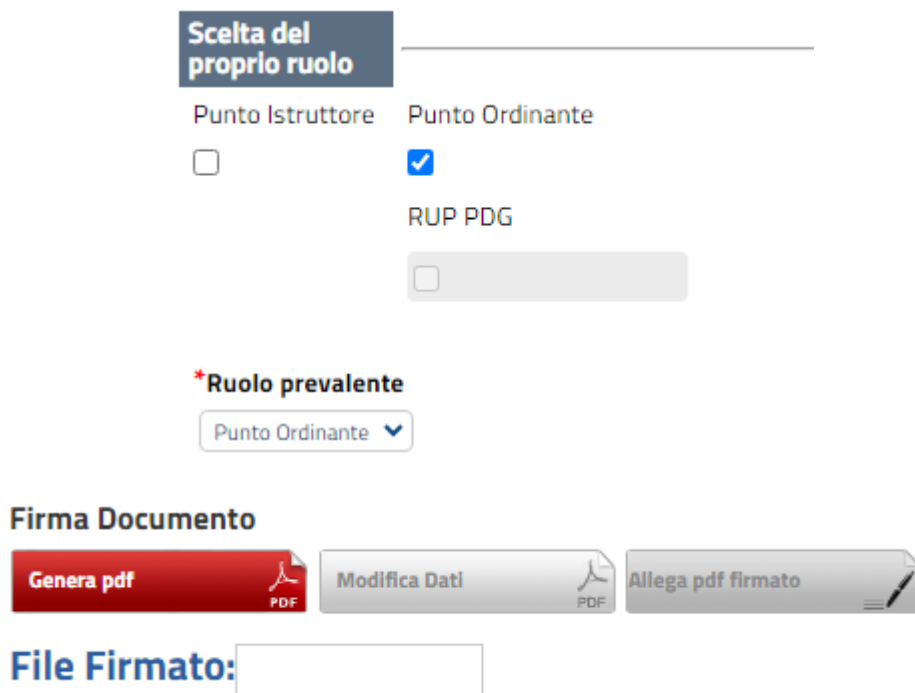 Scelta del
proprio ruolo
Punto Istruttore Punto Ordinante
RUP PDG
*Ruolo prevalente
Punto Ordinante
Firma Documento
Genera pdf PDF Modifica Dati PDF Allega pdf firmato
File Firmato: